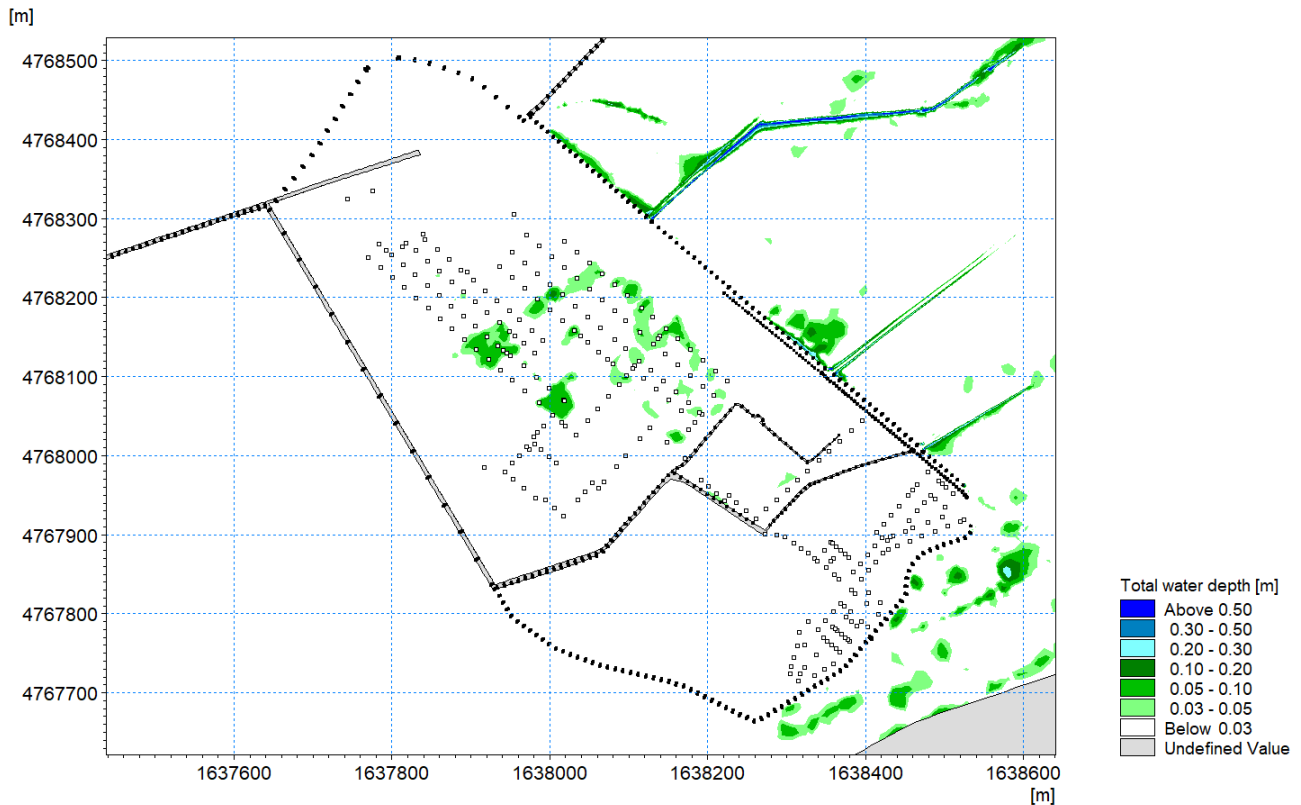 [m]
4768500
4768400
4768300
4768200
4768100
4768000
4767900
4767800
4767700
1637600 1637800 1638000 1638200 1638400 1638600
[m]
Total water depth [m]
Above 0.50
0.30 - 0.50
0.20 - 0.30
0.10 - 0.20
0.05 - 0.10
0.03 - 0.05
Below 0.03
Undefined Value